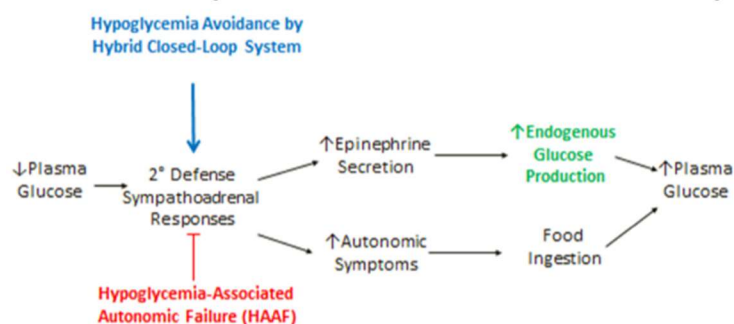 Hypoglycemia Avoidance by
Hybrid Closed-Loop System
↓Plasma
Glucose
2° Defense
Sympathoadrenal
Responses
↑Epinephrine
Secretion
↑Endogenous
Glucose
Production
↑Plasma
Glucose
↑Autonomic
Symptoms
Food
Ingestion
Hypoglycemia-Associated
Autonomic Failure (HAAF)